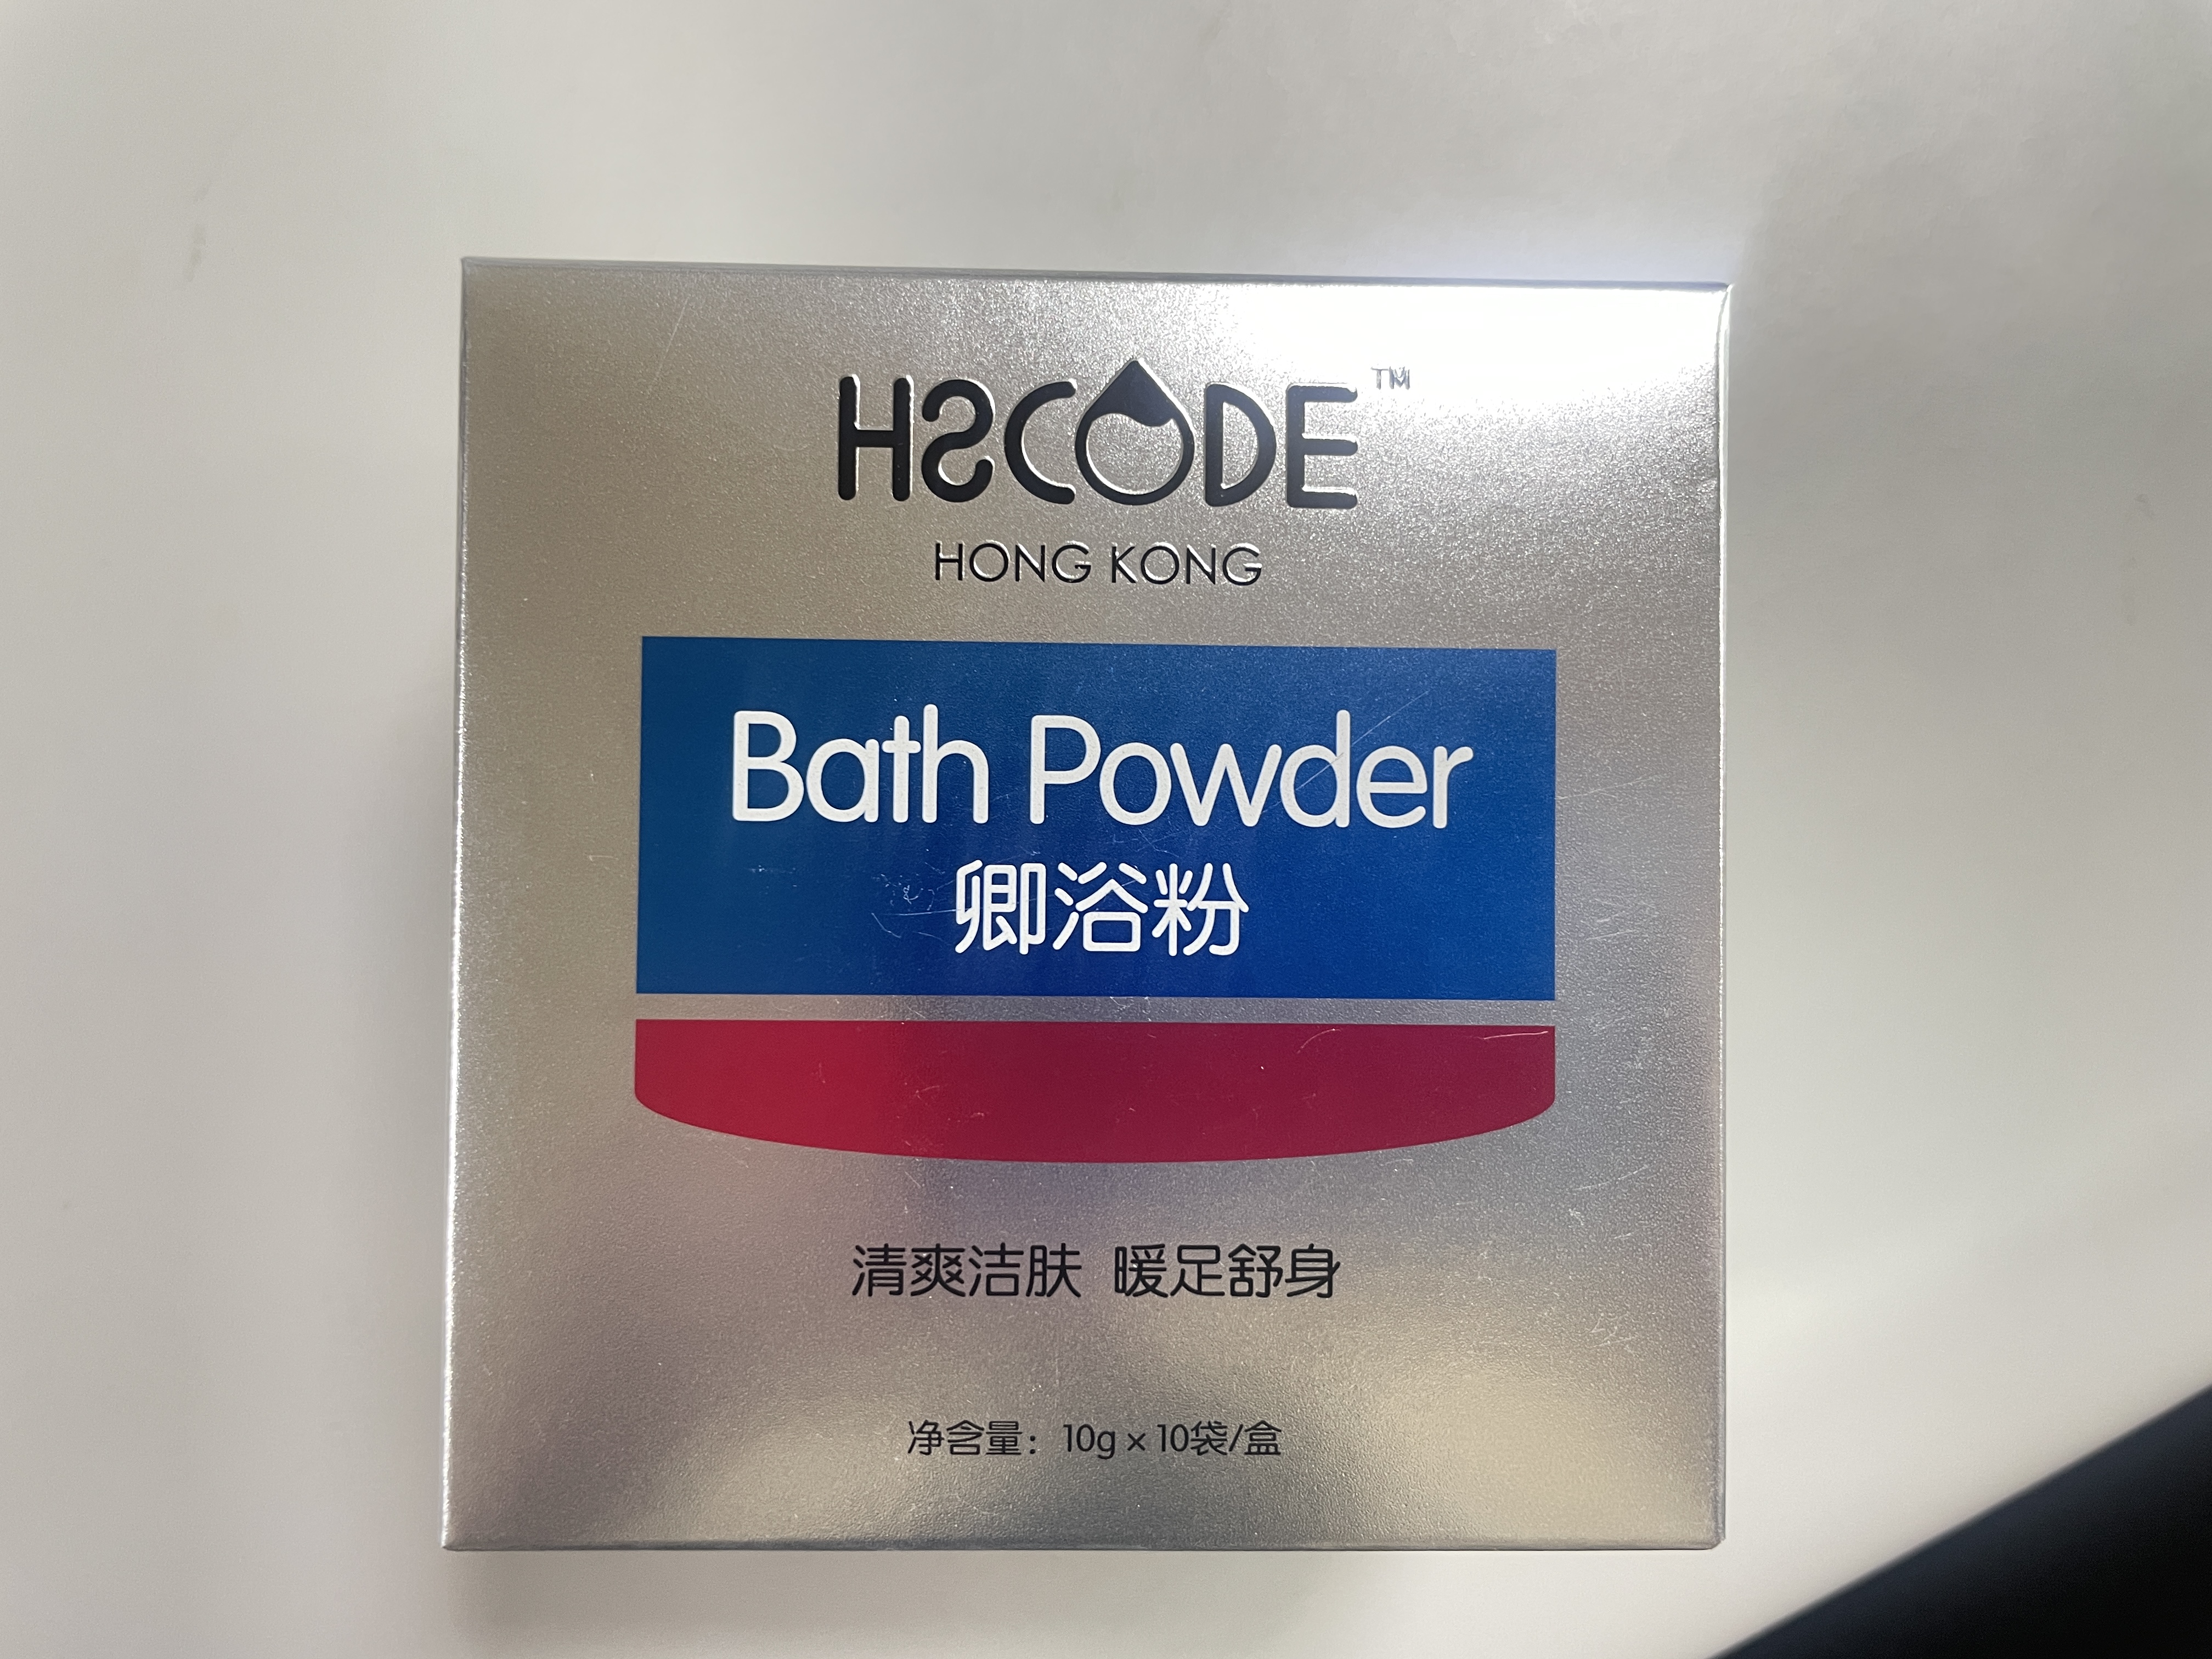 HSCODE™
HONG KONG
Bath Powder
卿浴粉
清爽洁肤 暖足舒身
净含量：10g×10袋/盒